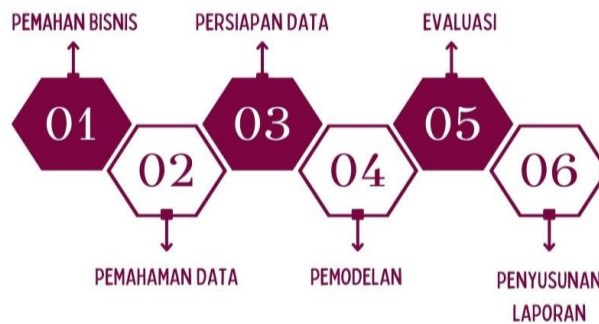 PEMAHAN BISNIS
PERSIAPAN DATA
EVALUASI
01
03
05
02
04
06
PEMAHAMAN DATA
PEMODELAN
PENYUSUNAN
LAPORAN